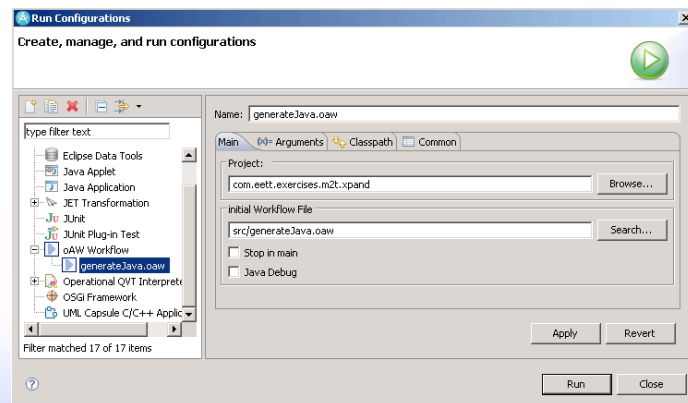 Run Configurations
Create, manage, and run configurations
type filter text
Eclipse Data Tools
Java Applet
Java Application
JET Transformation
JUnit
JUnit Plug-in Test
oAW Workflow
generateJava.oaw
Operational QVT Interprete
OSGi Framework
UML Capsule C/C++ Applic
Filter matched 17 of 17 items
Name: generateJava.oaw
Main (x)= Arguments Classpath Common
Project:
com.eett.exercises.m2t.xpand Browse...
initial Workflow File
src/generateJava.oaw Search...
Stop in main
Java Debug
Apply Revert
Run Close